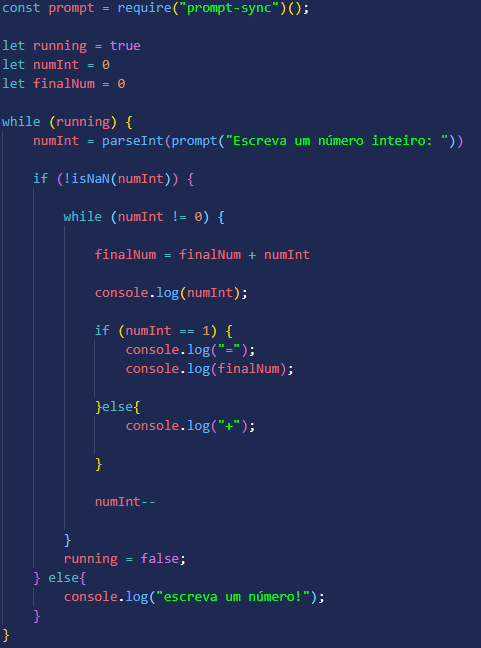 const prompt = require("prompt-sync")();
let running = true
let numInt = 0
let finalNum = 0
while (running) {
numInt = parseInt(prompt("Escreva um número inteiro: "))
if (!isNaN(numInt)) {
while (numInt != 0) {
finalNum = finalNum + numInt
console.log(numInt);
if (numInt == 1) {
console.log("=");
console.log(finalNum);
}else{
console.log("+");
}
numInt--
}
running = false;
} else{
console.log("escreva um número!");
}
}